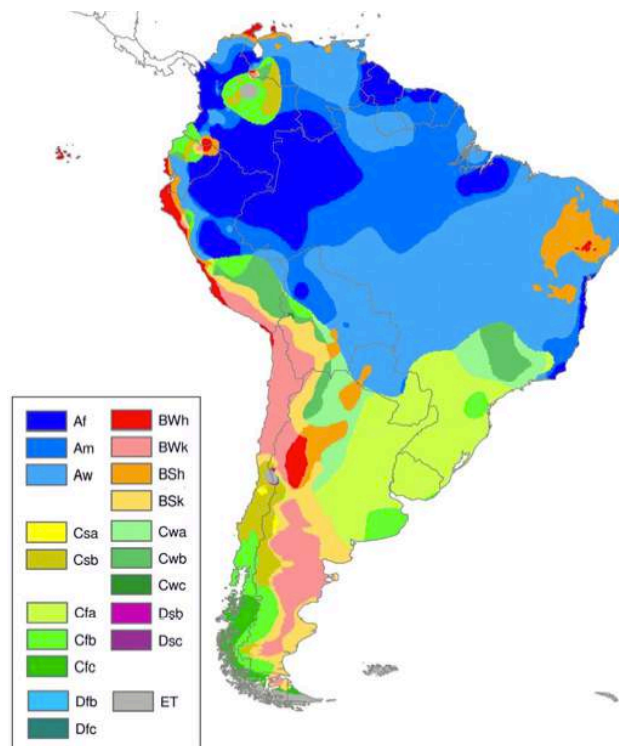 Af
Am
Aw
Csa
Csb
Cfa
Cfb
Cfc
Dfb
Dfc
BWh
BWk
BSh
BSk
Cwa
Cwb
Cwc
Dsb
Dsc
ET